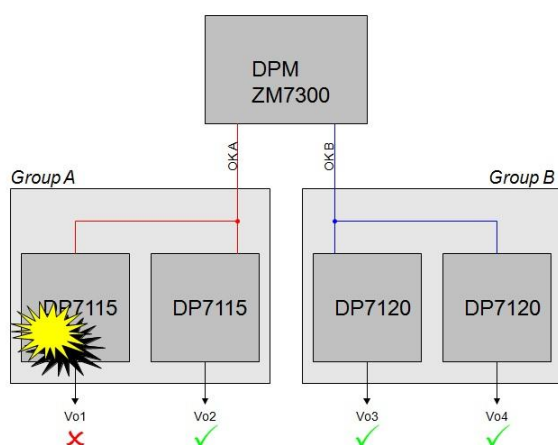 DPM
ZM7300
OK A
OK B
Group A
Group B
DP7115
DP7115
DP7120
DP7120
Vo1
Vo2
Vo3
Vo4